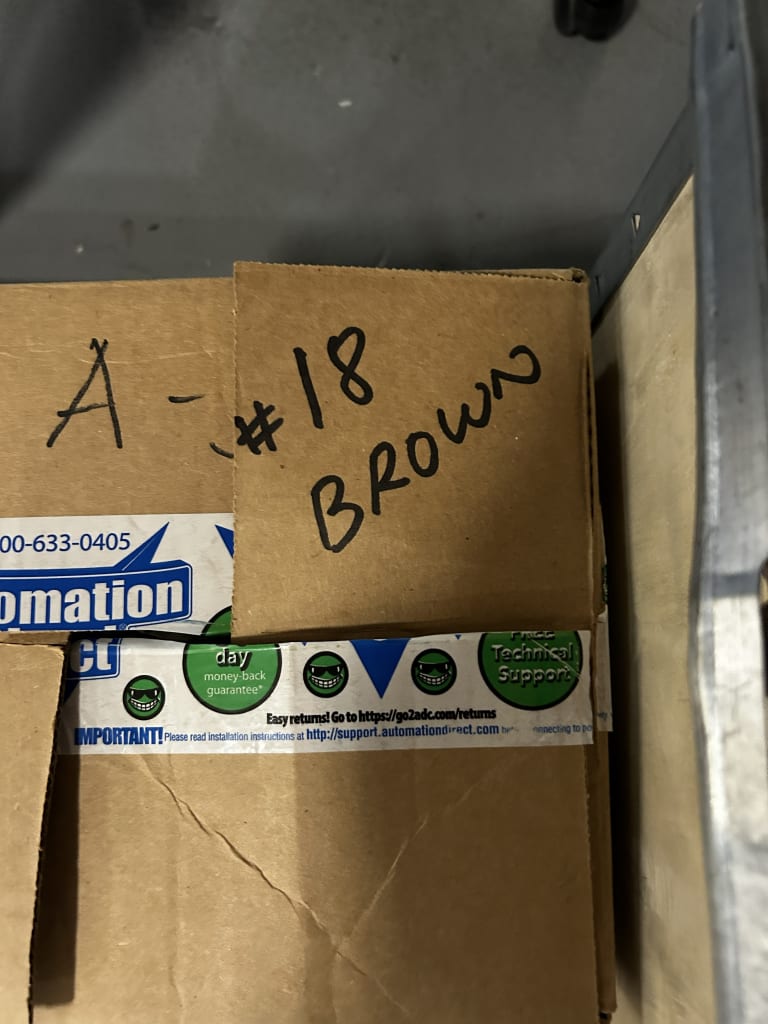 A -
#18
BROWN
00-633-0405
omation
ct
day
money-back
guarantee*
FREE
Technical
Support
Easy returns! Go to https://go2adc.com/returns
IMPORTANT! Please read installation instructions at http://support.automationdirect.com